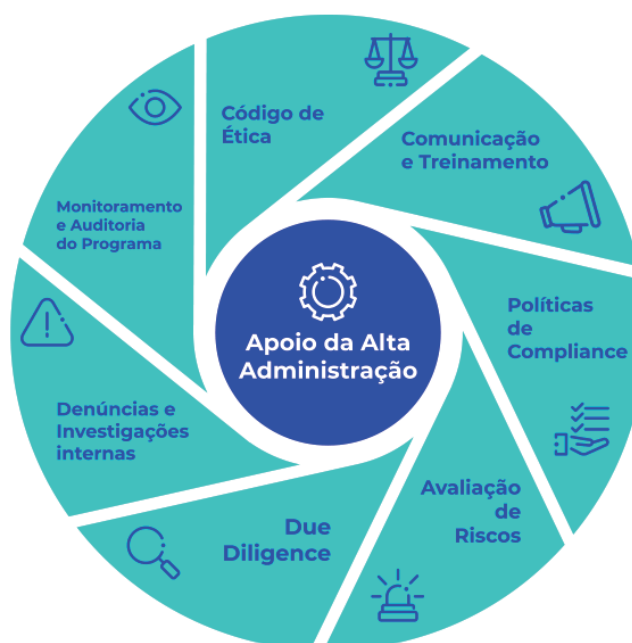 Código de
Ética
Comunicação
e Treinamento
Políticas
de
Compliance
Avaliação
de
Riscos
Due
Diligence
Denúncias e
Investigações
internas
Monitoramento
e Auditoria
do Programa
Apoio da Alta
Administração